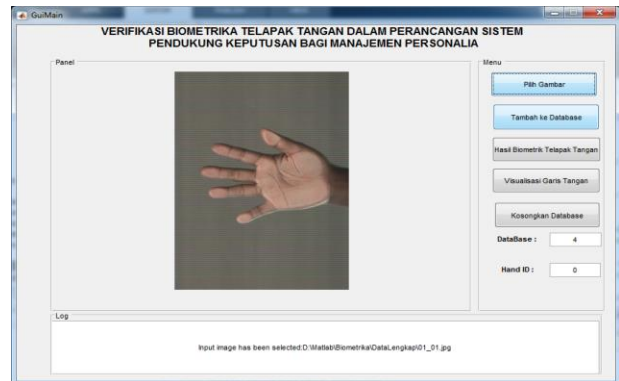 GuiMain
VERIFIKASI BIOMETRIKA TELAPAK TANGAN DALAM PERANCANGAN SISTEM
PENDUKUNG KEPUTUSAN BAGI MANAJEMEN PERSONALIA
Panel
Menu
Pilih Gambar
Tambah ke Database
Hasil Biometrik Telapak Tangan
Visualisasi Garis Tangan
Kosongkan Database
DataBase : 4
Hand ID : 0
Log
Input image has been selected:D:\Matlab\Biometrika\DataLengkap\01_01.jpg